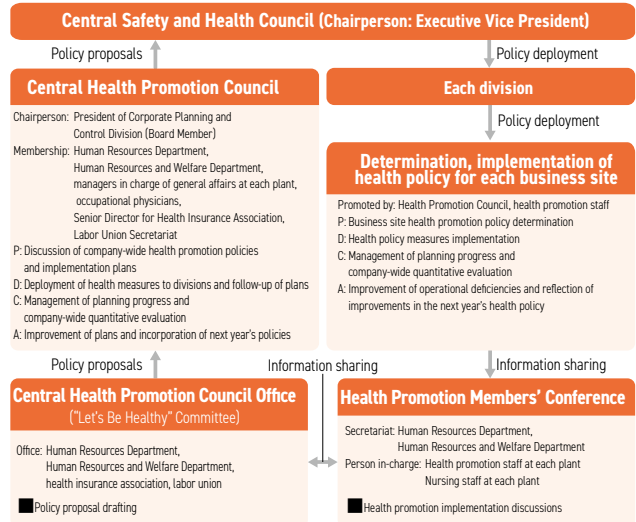 Central Safety and Health Council (Chairperson: Executive Vice President)
Policy proposals
Policy deployment
Central Health Promotion Council
Chairperson: President of Corporate Planning and
Control Division (Board Member)
Membership: Human Resources Department,
Human Resources and Welfare Department,
managers in charge of general affairs at each plant,
occupational physicians,
Senior Director for Health Insurance Association,
Labor Union Secretariat
P: Discussion of company-wide health promotion policies
and implementation plans
D: Deployment of health measures to divisions and follow-up of plans
C: Management of planning progress and
company-wide quantitative evaluation
A: Improvement of plans and incorporation of next year's policies
Each division
Policy deployment
Determination, implementation of
health policy for each business site
Promoted by: Health Promotion Council, health promotion staff
P: Business site health promotion policy determination
D: Health policy measures implementation
C: Management of planning progress and
company-wide quantitative evaluation
A: Improvement of operational deficiencies and reflection of
improvements in the next year's health policy
Policy proposals
Information sharing
Information sharing
Central Health Promotion Council Office
("Let's Be Healthy" Committee)
Office: Human Resources Department,
Human Resources and Welfare Department,
health insurance association, labor union
Policy proposal drafting
Health Promotion Members' Conference
Secretariat: Human Resources Department,
Human Resources and Welfare Department
Person in-charge: Health promotion staff at each plant
Nursing staff at each plant
Health promotion implementation discussions